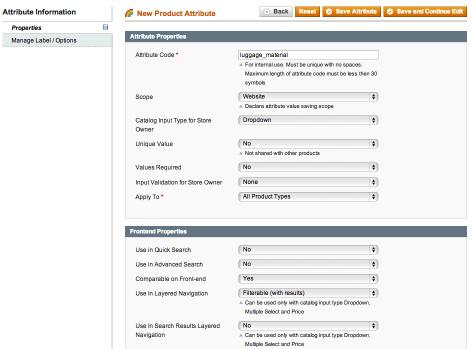 Attribute Information
Properties
Manage Label / Options
New Product Attribute
Back
Reset
Save Attribute
Save and Continue Edit
Attribute Properties
Attribute Code *
luggage_material
For internal use. Must be unique with no spaces.
Maximum length of attribute code must be less then 30
symbols
Scope
Website
Declare attribute value saving scope
Catalog Input Type for Store
Owner
Dropdown
Unique Value
No
Not shared with other products
Values Required
No
Input Validation for Store Owner
None
Apply To *
All Product Types
Frontend Properties
Use in Quick Search
No
Use in Advanced Search
No
Comparable on Front-end
Yes
Use In Layered Navigation
Filterable (with results)
Can be used only with catalog input type Dropdown,
Multiple Select and Price
Use In Search Results Layered
Navigation
No
Can be used only with catalog input type Dropdown,
Multiple Select and Price